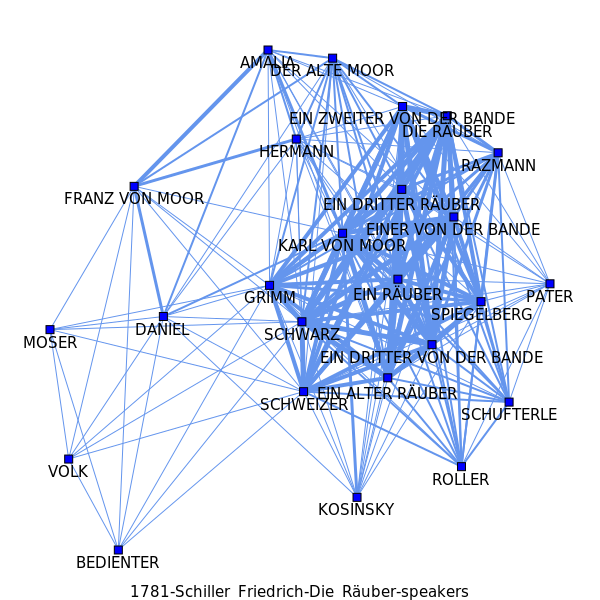 AMALIA
DER ALTE MOOR
EIN ZWEITER VON DER BANDE
DIE RÄUBER
HERMANN
RAZMANN
FRANZ VON MOOR
EIN DRITTER RÄUBER
EINER VON DER BANDE
KARL VON MOOR
GRIMM
EIN RÄUBER
PATER
SPIEGELBERG
DANIEL
SCHWARZ
MOSER
EIN DRITTER VON DER BANDE
EIN ALTER RÄUBER
SCHWEIZER
SCHUFTERLE
VOLK
ROLLER
KOSINSKY
BEDIENTER
1781-Schiller_Friedrich-Die_Räuber-speakers